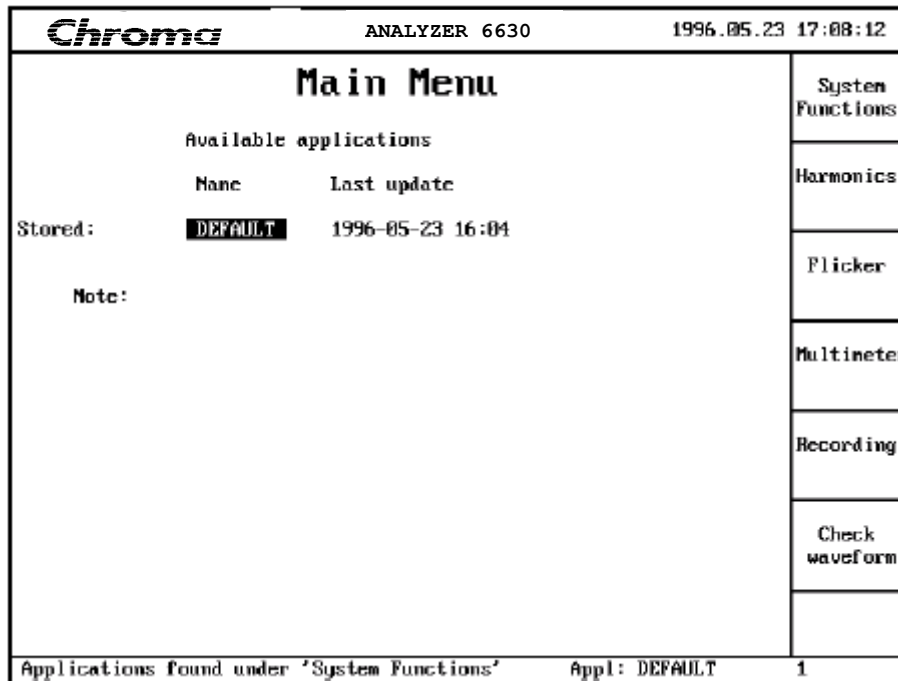 Chroma ANALYZER 6630 1996.05.23 17:08:12
Main Menu
Available applications
Name Last update
Stored: DEFAULT 1996-05-23 16:04
Note:
System
Functions
Harmonics
Flicker
Multimete
Recording
Check
waveform
Applications found under 'System Functions' Appl: DEFAULT 1